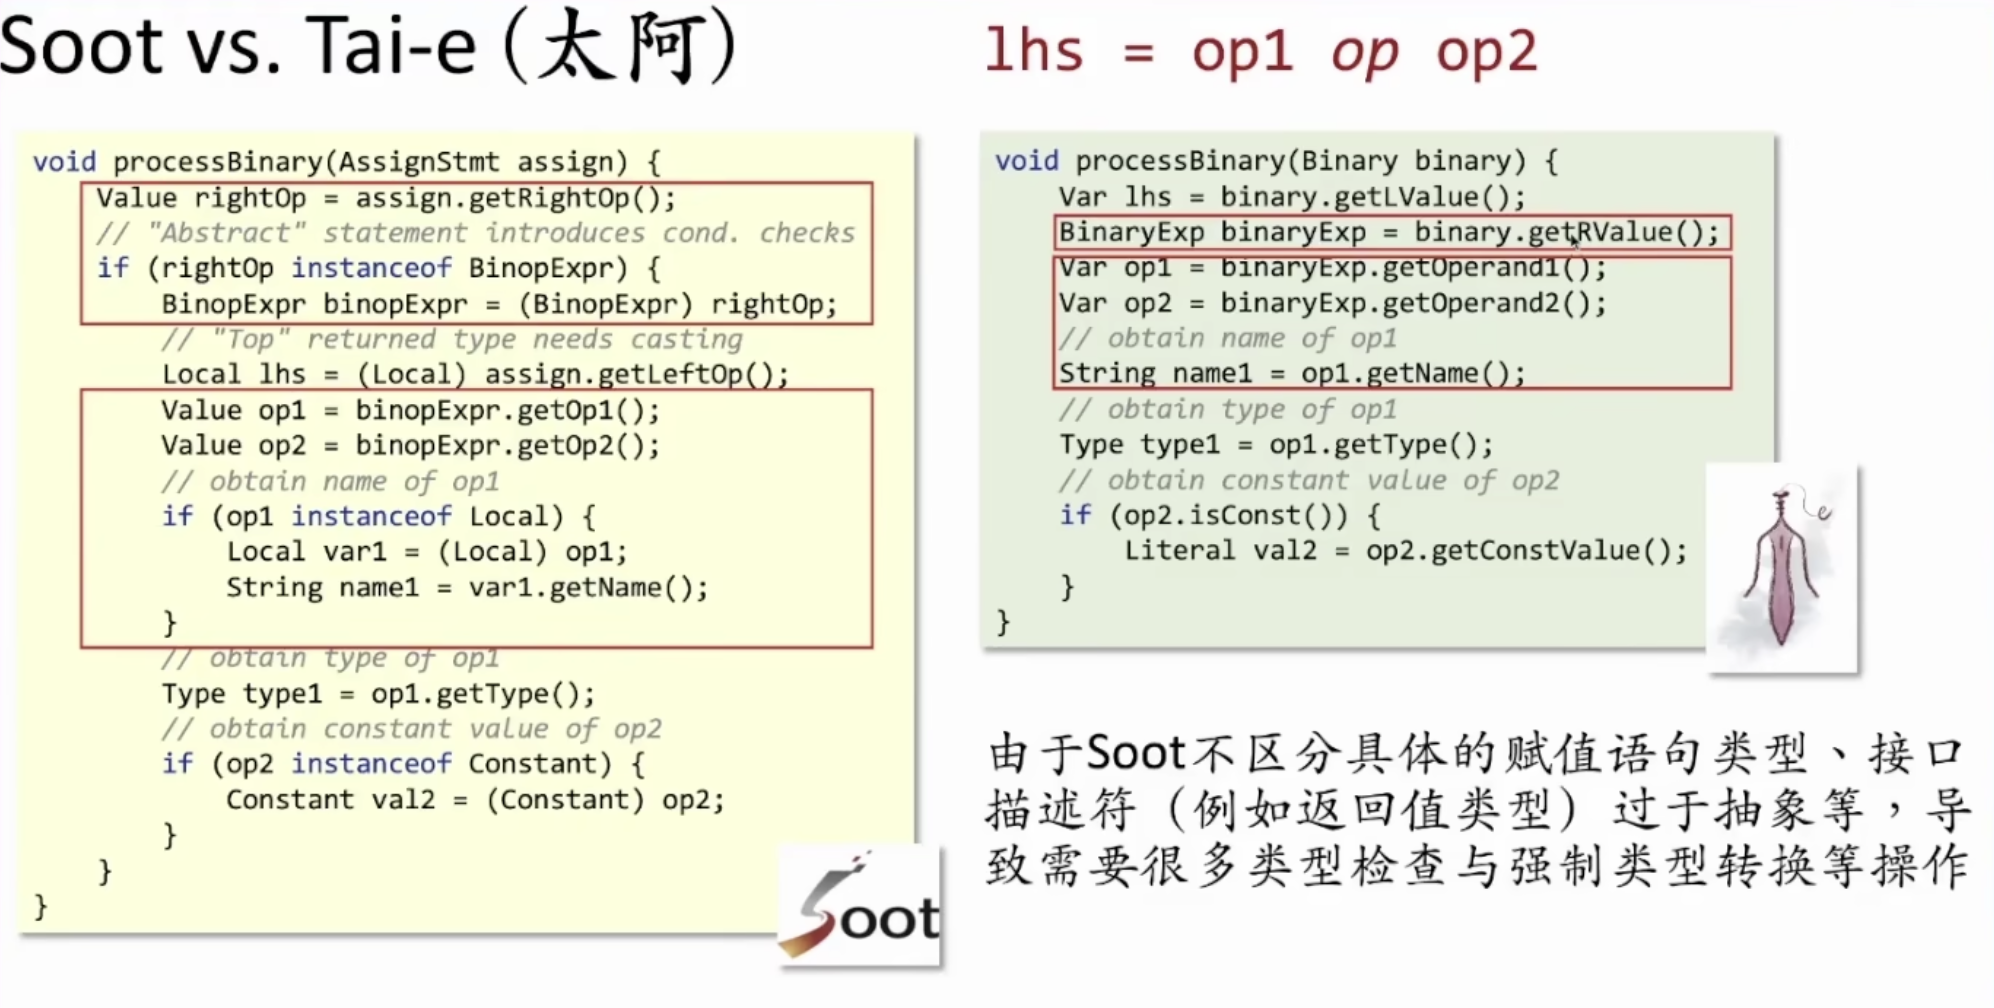 Soot vs. Tai-e (太阿)
lhs = op1 op op2
void processBinary(AssignStmt assign) {
    Value rightOp = assign.getRightOp();
    // "Abstract" statement introduces cond. checks
    if (rightOp instanceof BinopExpr) {
        BinopExpr binopExpr = (BinopExpr) rightOp;
        // "Top" returned type needs casting
        Local lhs = (Local) assign.getLeftOp();
        Value op1 = binopExpr.getOp1();
        Value op2 = binopExpr.getOp2();
        // obtain name of op1
        if (op1 instanceof Local) {
            Local var1 = (Local) op1;
            String name1 = var1.getName();
        }
        // obtain type of op1
        Type type1 = op1.getType();
        // obtain constant value of op2
        if (op2 instanceof Constant) {
            Constant val2 = (Constant) op2;
        }
    }
}
Soot
void processBinary(Binary binary) {
    Var lhs = binary.getLValue();
    BinaryExp binaryExp = binary.getRValue();
    Var op1 = binaryExp.getOperand1();
    Var op2 = binaryExp.getOperand2();
    // obtain name of op1
    String name1 = op1.getName();
    // obtain type of op1
    Type type1 = op1.getType();
    // obtain constant value of op2
    if (op2.isConst()) {
        Literal val2 = op2.getConstValue();
    }
}
e
由于Soot不区分具体的赋值语句类型、接口
描述符（例如返回值类型）过于抽象等，导
致需要很多类型检查与强制类型转换等操作